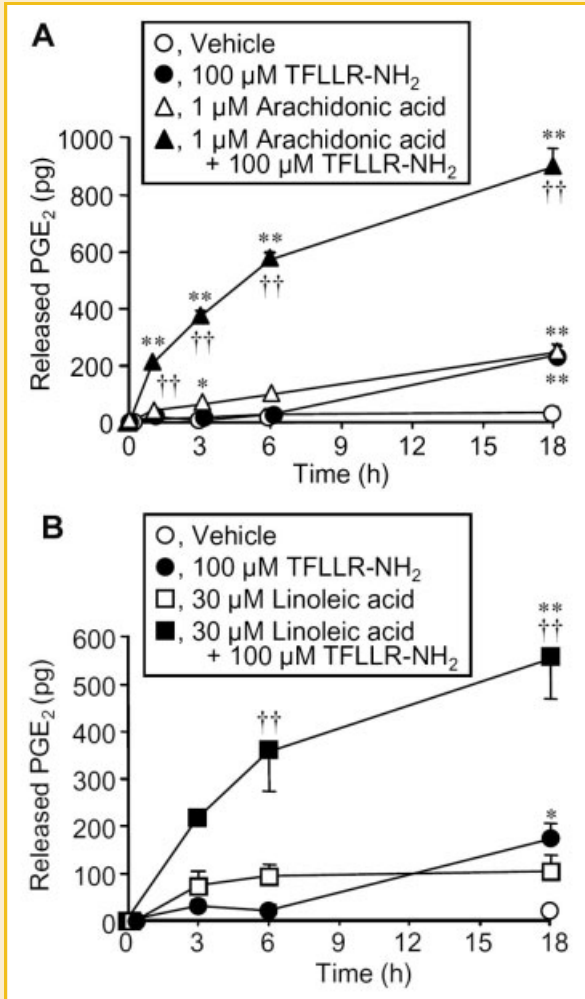 A
○, Vehicle
●, 100 µM TFLLR-NH2
△, 1 µM Arachidonic acid
▲, 1 µM Arachidonic acid
+ 100 µM TFLLR-NH2
Released PGE2 (pg)
1000
800
600
400
200
0
**
††
**
††
**
††
**
††
*
**
**
0 3 6 9 12 15 18
Time (h)
B
○, Vehicle
●, 100 µM TFLLR-NH2
□, 30 µM Linoleic acid
■, 30 µM Linoleic acid
+ 100 µM TFLLR-NH2
Released PGE2 (pg)
600
500
400
300
200
100
0
††
**
††
*
0 3 6 9 12 15 18
Time (h)